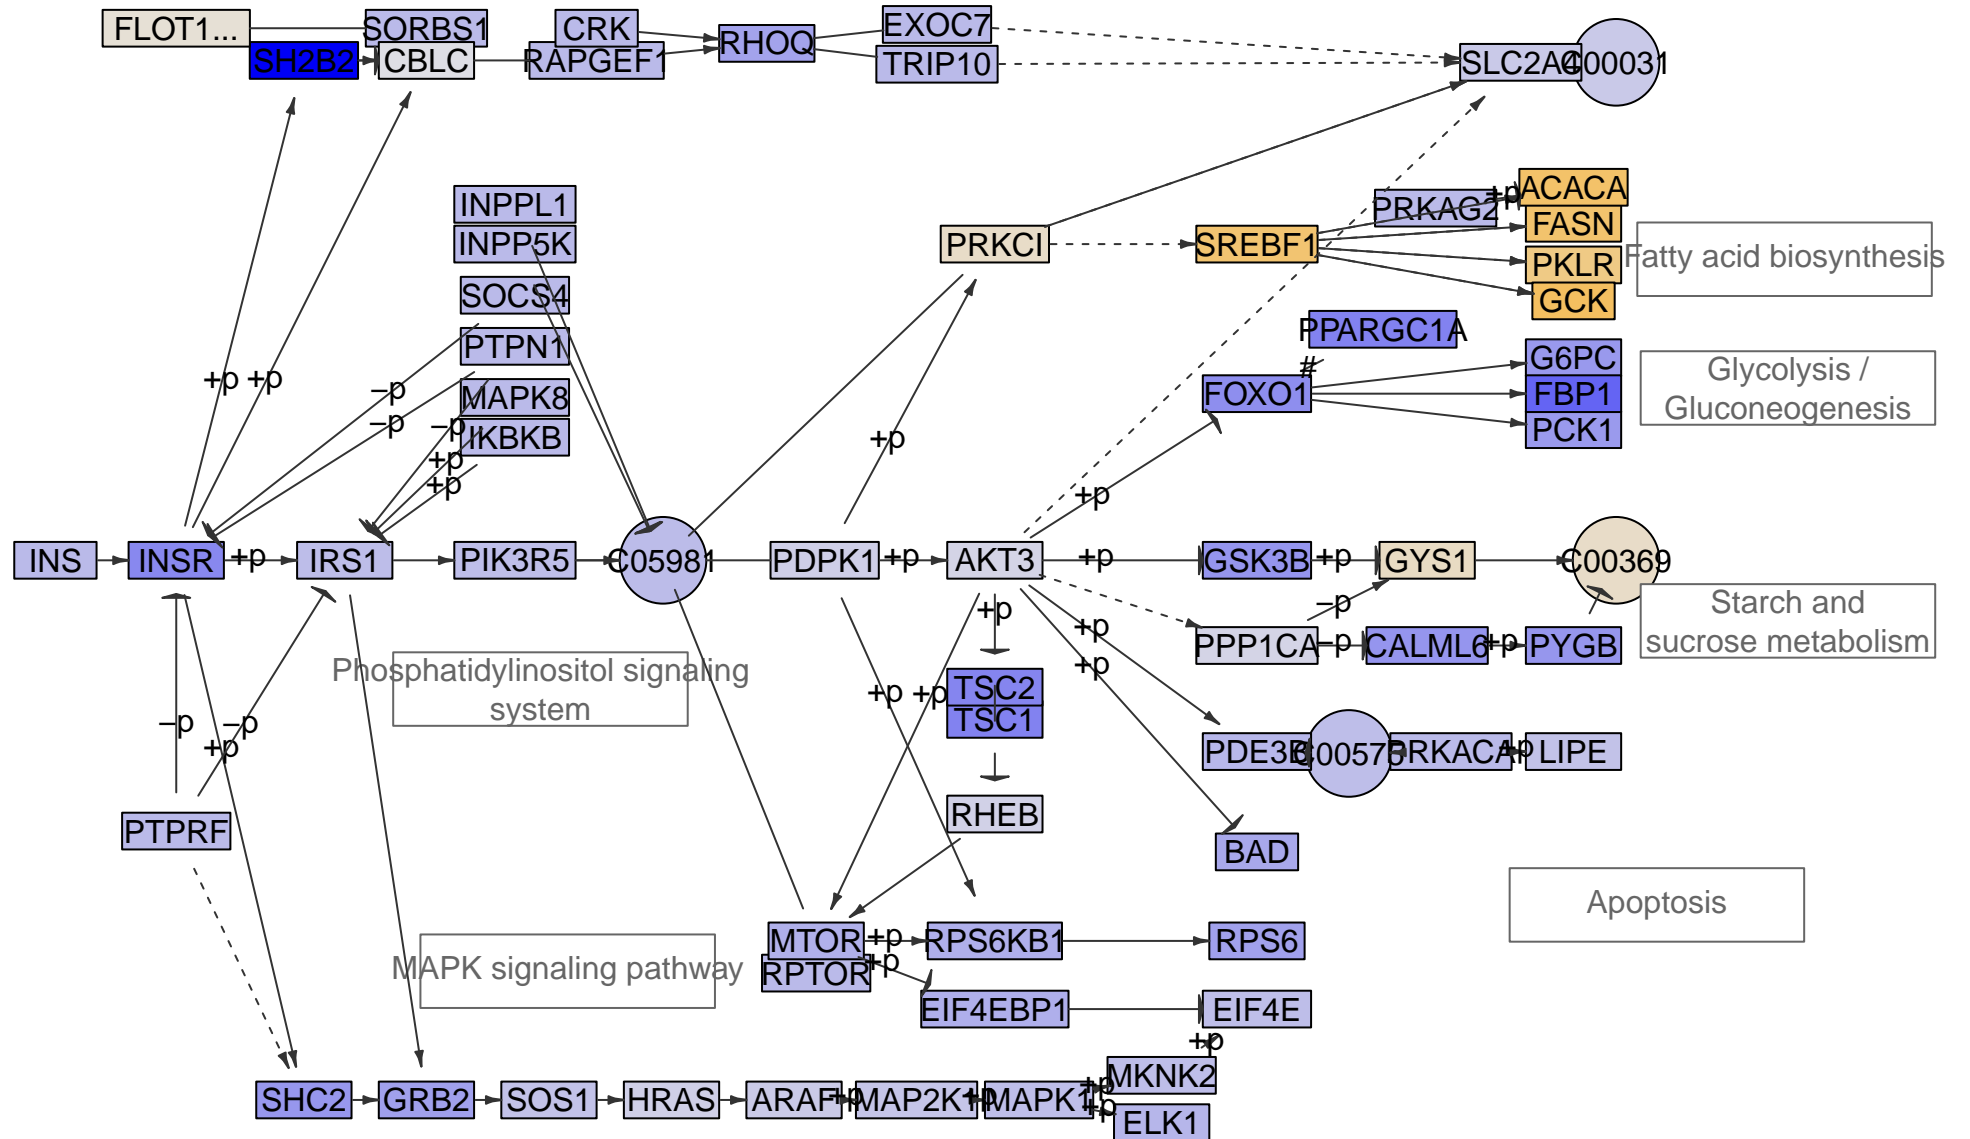 FLOT1...
SORBS1
CRK
EXOC7
RHOQ
SH2B2
CBLC
RAPGEF1
TRIP10
SLC2A4
C00031
INPPL1
INPP5K
SOCS4
PTPN1
MAPK8
IKBKB
PRKCI
SREBF1
PRKAG2
+p
ACACA
FASN
PKLR
GCK
Fatty acid biosynthesis
PPARGC1A
#
FOXO1
G6PC
FBP1
PCK1
Glycolysis /
Gluconeogenesis
+p
+p
–p
–p
–p
+p
+p
+p
+p
INS
INSR
+p
IRS1
PIK3R5
C05981
PDPK1
+p
AKT3
+p
GSK3B
+p
GYS1
C00369
–p
+p
+p
+p
PPP1CA
–p
CALML6
+p
PYGB
Starch and
sucrose metabolism
Phosphatidylinositol signaling
system
–p
+p
–p
+p
+p
TSC2
TSC1
PDE3B
C00575
PRKACA
+p
LIPE
RHEB
PTPRF
BAD
Apoptosis
MAPK signaling pathway
MTOR
RPTOR
+p
+p
RPS6KB1
RPS6
EIF4EBP1
EIF4E
+p
SHC2
GRB2
SOS1
HRAS
ARAF
+p
MAP2K1
+p
MAPK1
+p
+p
MKNK2
ELK1